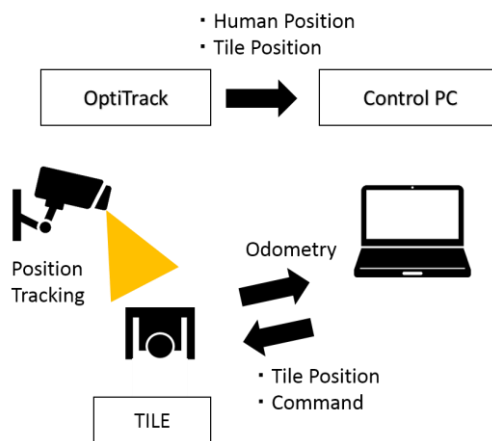 ・ Human Position
・ Tile Position
OptiTrack
Control PC
Position
Tracking
Odometry
・ Tile Position
・ Command
TILE